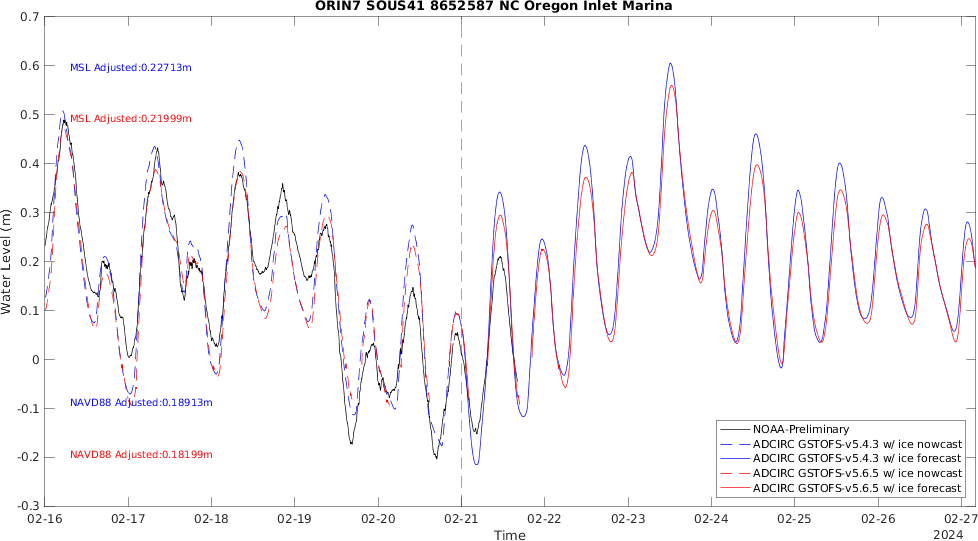 ORIN7 SOUS41 8652587 NC Oregon Inlet Marina
0.7
0.6
0.5
0.4
0.3
0.2
0.1
0
-0.1
-0.2
-0.3
Water Level (m)
MSL Adjusted:0.22713m
MSL Adjusted:0.21999m
NAVD88 Adjusted:0.18913m
NAVD88 Adjusted:0.18199m
NOAA-Preliminary
ADCIRC GSTOFS-v5.4.3 w/ ice nowcast
ADCIRC GSTOFS-v5.4.3 w/ ice forecast
ADCIRC GSTOFS-v5.6.5 w/ ice nowcast
ADCIRC GSTOFS-v5.6.5 w/ ice forecast
02-16 02-17 02-18 02-19 02-20 02-21 02-22 02-23 02-24 02-25 02-26 02-27
Time
2024